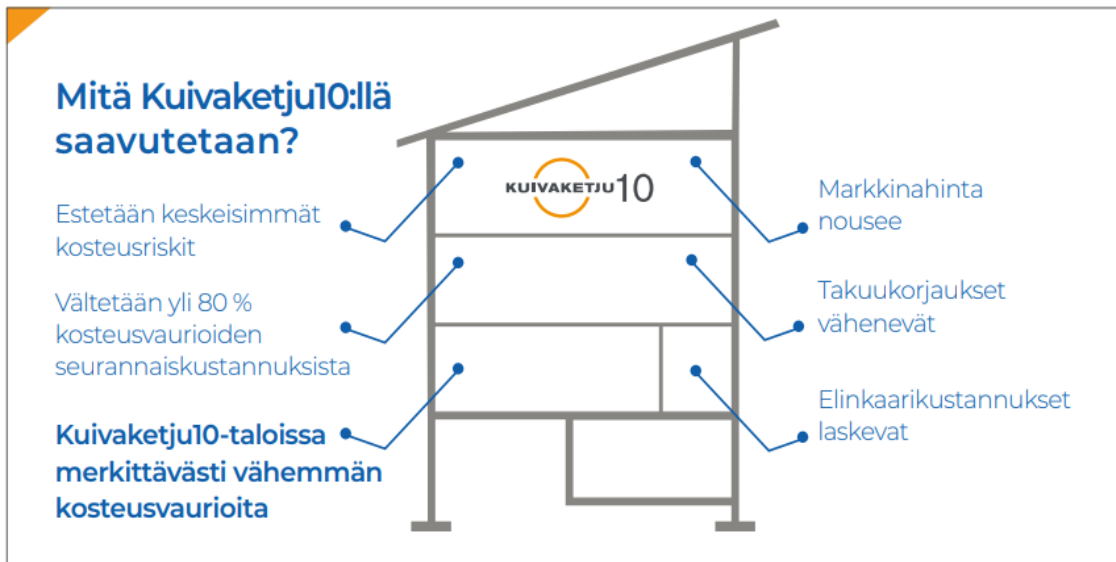 Mitä Kuivaketju10:llä
saavutetaan?
Estetään keskeisimmät
kosteusriskit
Vältetään yli 80 %
kosteusvaurioiden
seurannaiskustannuksista
Kuivaketju10-taloissa
merkittävästi vähemmän
kosteusvaurioita
KUIVAKETJU10
Markkinahinta
nousee
Takuukorjaukset
vähenevät
Elinkaarikustannukset
laskevat